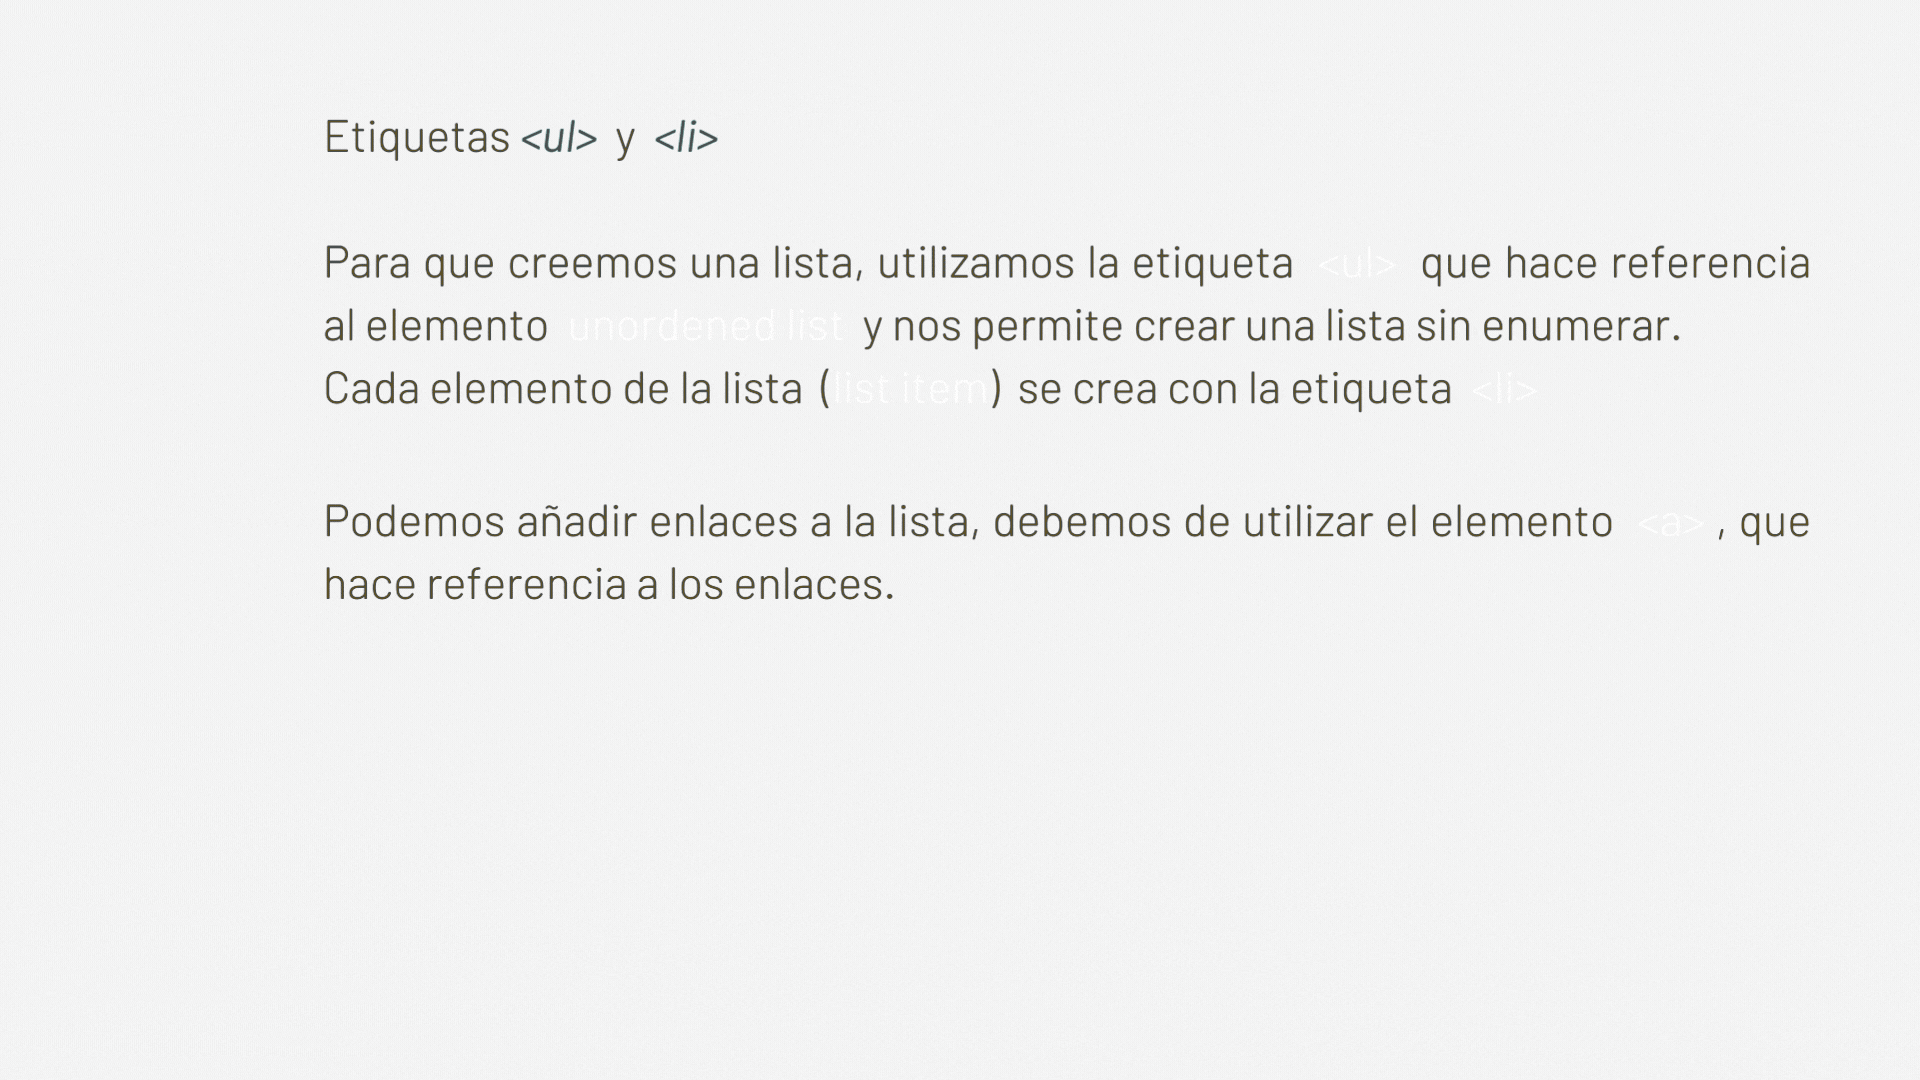 Etiquetas <ul> y <li>
Para que creemos una lista, utilizamos la etiqueta <ul> que hace referencia
al elemento unordened list y nos permite crear una lista sin enumerar.
Cada elemento de la lista (list item) se crea con la etiqueta <li>
Podemos añadir enlaces a la lista, debemos de utilizar el elemento <a> , que
hace referencia a los enlaces.